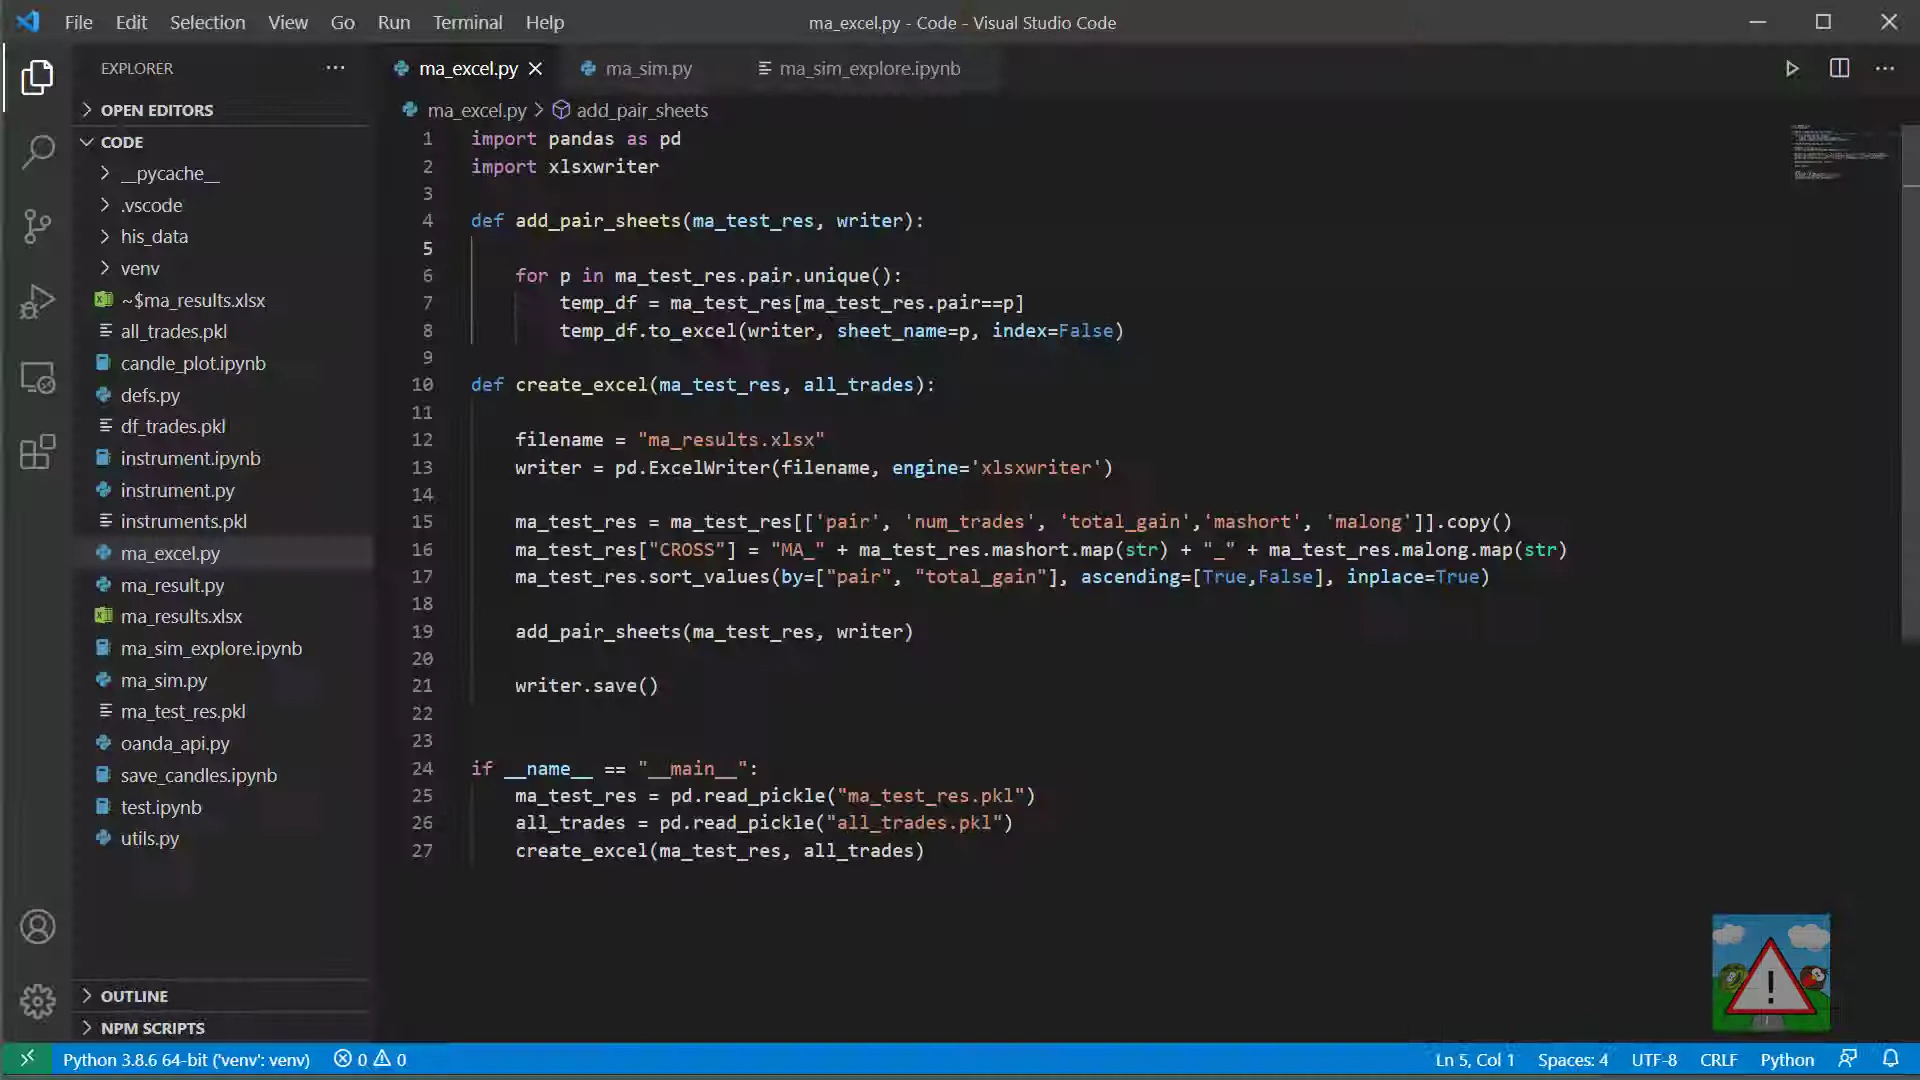 File Edit Selection View Go Run Terminal Help
ma_excel.py - Code - Visual Studio Code
EXPLORER
OPEN EDITORS
CODE
__pycache__
.vscode
his_data
venv
~$ma_results.xlsx
all_trades.pkl
candle_plot.ipynb
defs.py
df_trades.pkl
instrument.ipynb
instrument.py
instruments.pkl
ma_excel.py
ma_result.py
ma_results.xlsx
ma_sim_explore.ipynb
ma_sim.py
ma_test_res.pkl
oanda_api.py
save_candles.ipynb
test.ipynb
utils.py
OUTLINE
NPM SCRIPTS
ma_excel.py ma_sim.py ma_sim_explore.ipynb
ma_excel.py > add_pair_sheets
1 import pandas as pd
2 import xlsxwriter
3
4 def add_pair_sheets(ma_test_res, writer):
5
6     for p in ma_test_res.pair.unique():
7         temp_df = ma_test_res[ma_test_res.pair==p]
8         temp_df.to_excel(writer, sheet_name=p, index=False)
9
10 def create_excel(ma_test_res, all_trades):
11
12     filename = "ma_results.xlsx"
13     writer = pd.ExcelWriter(filename, engine='xlsxwriter')
14
15     ma_test_res = ma_test_res[['pair', 'num_trades', 'total_gain','mashort', 'malong']].copy()
16     ma_test_res["CROSS"] = "MA_" + ma_test_res.mashort.map(str) + "_" + ma_test_res.malong.map(str)
17     ma_test_res.sort_values(by=["pair", "total_gain"], ascending=[True,False], inplace=True)
18
19     add_pair_sheets(ma_test_res, writer)
20
21     writer.save()
22
23
24 if __name__ == "__main__":
25     ma_test_res = pd.read_pickle("ma_test_res.pkl")
26     all_trades = pd.read_pickle("all_trades.pkl")
27     create_excel(ma_test_res, all_trades)
!
Python 3.8.6 64-bit ('venv': venv) 0 0
Ln 5, Col 1 Spaces: 4 UTF-8 CRLF Python